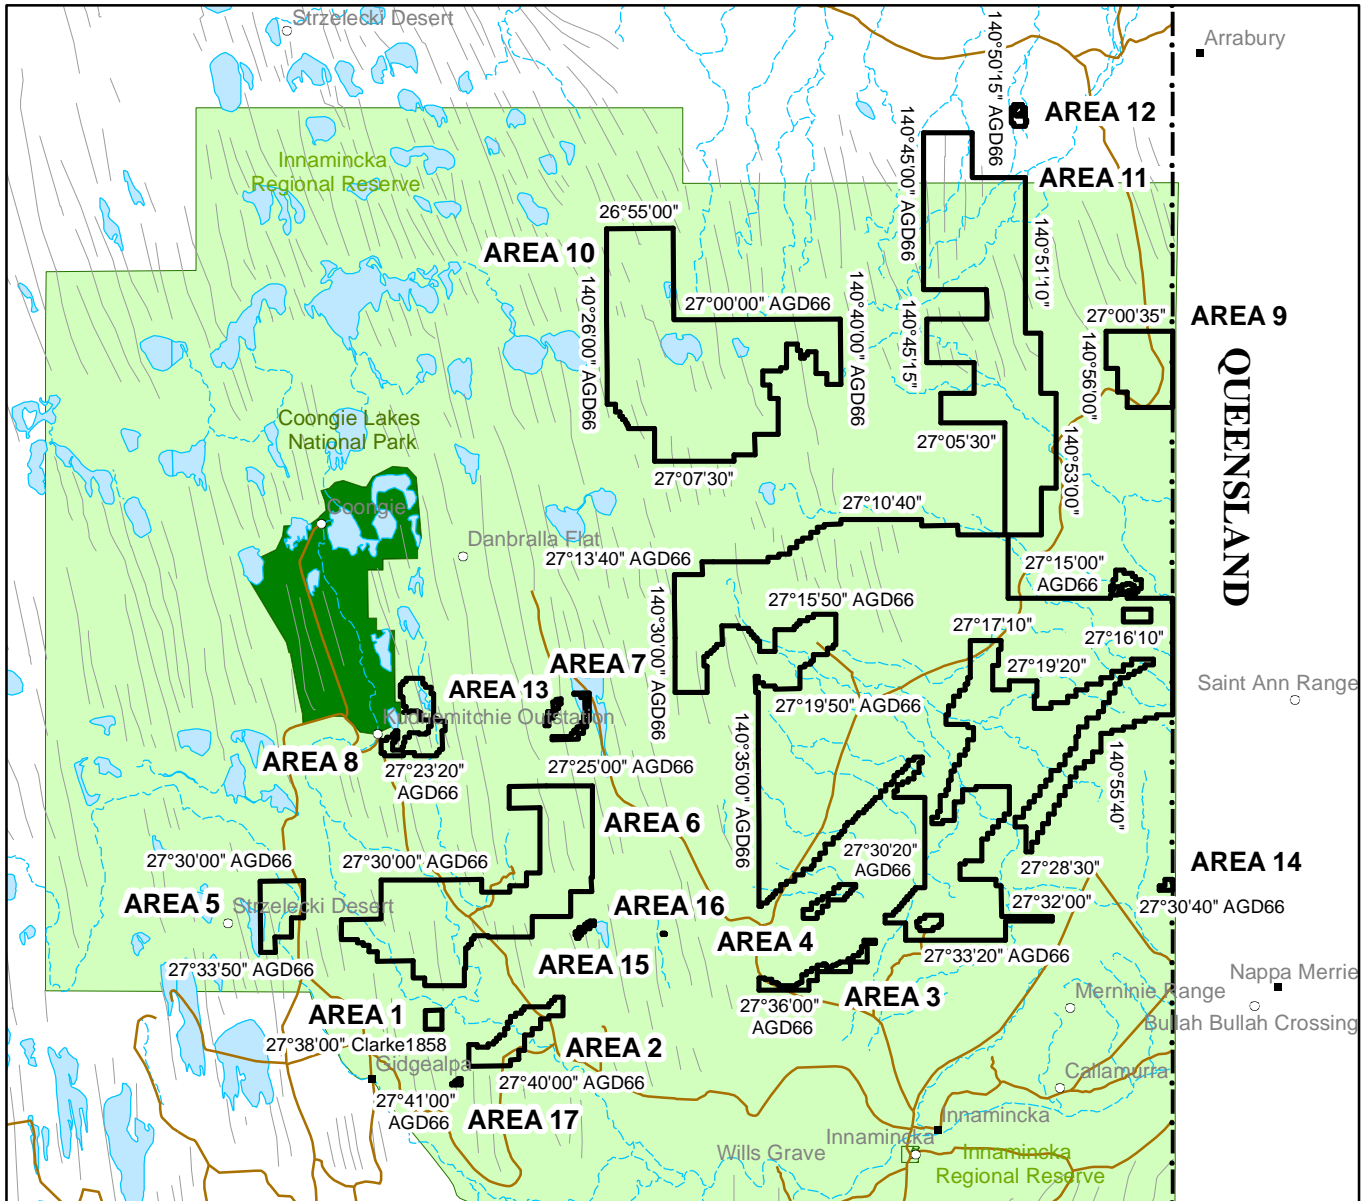 Strzelecki Desert
Arrabury
140°50'15" AGD66
AREA 12
140°45'00" AGD66
Innamincka
Regional Reserve
AREA 11
26°55'00"
AREA 10
140°51'10"
140°26'00" AGD66
27°00'00" AGD66
140°40'00" AGD66
140°45'15"
27°00'35"
AREA 9
140°56'00"
QUEENSLAND
Coongie Lakes
National Park
27°05'30"
140°53'00"
27°07'30"
27°10'40"
Coongie
Danbralla Flat
27°13'40" AGD66
27°15'00"
AGD66
140°30'00" AGD66
27°15'50" AGD66
27°17'10"
27°16'10"
AREA 7
27°19'20"
AREA 13
27°19'50" AGD66
Saint Ann Range
Kudnemitchie Outstation
140°35'00" AGD66
140°55'40"
AREA 8
27°23'20"
AGD66
27°25'00" AGD66
AREA 6
27°30'00" AGD66
27°30'00" AGD66
27°30'20"
AGD66
27°28'30"
AREA 14
AREA 5
Strzelecki Desert
AREA 16
27°32'00"
27°30'40" AGD66
AREA 4
27°33'20" AGD66
27°33'50" AGD66
AREA 15
Nappa Merrie
AREA 3
Merninie Range
27°36'00"
AGD66
AREA 1
Bullah Bullah Crossing
27°38'00" Clarke1858
AREA 2
Gidgealpa
27°40'00" AGD66
Callamurra
27°41'00"
AGD66
AREA 17
Innamincka
Innamincka
Wills Grave
Innamincka
Regional Reserve